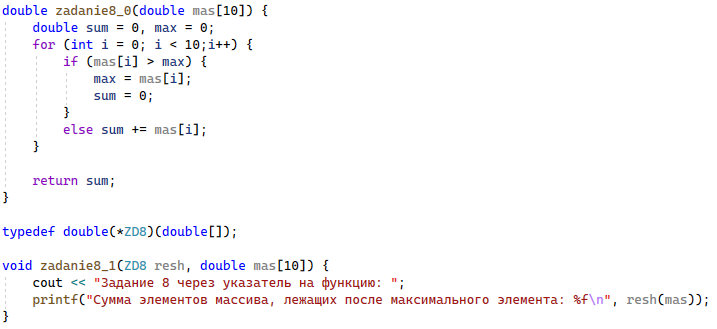 double zadanie8_0(double mas[10]) {
    double sum = 0, max = 0;
    for (int i = 0; i < 10;i++) {
        if (mas[i] > max) {
            max = mas[i];
            sum = 0;
        }
        else sum += mas[i];
    }

    return sum;
}

typedef double(*ZD8)(double[]);

void zadanie8_1(ZD8 resh, double mas[10]) {
    cout << "Задание 8 через указатель на функцию: ";
    printf("Сумма элементов массива, лежащих после максимального элемента: %f\n", resh(mas));
}